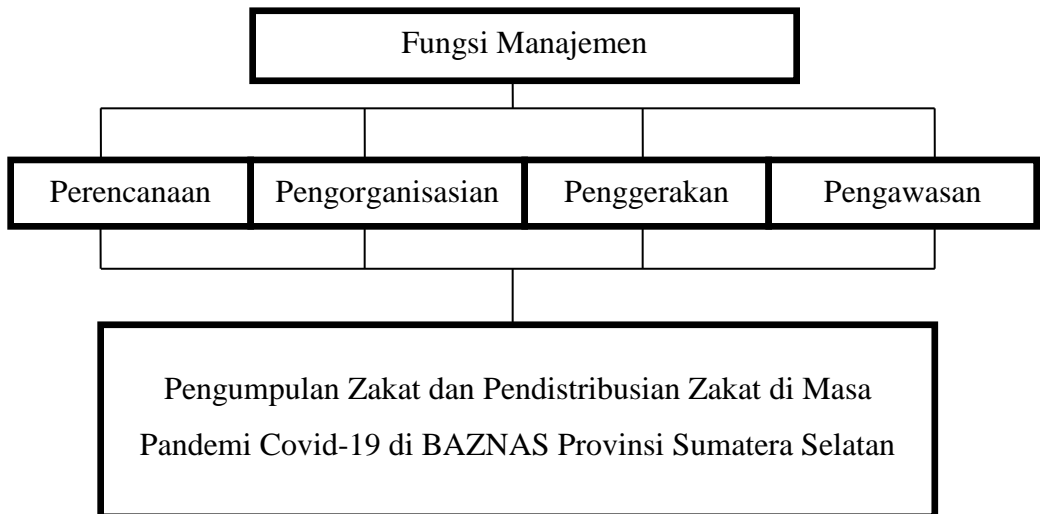 Fungsi Manajemen
Perencanaan Pengorganisasian Penggerakan Pengawasan
Pengumpulan Zakat dan Pendistribusian Zakat di Masa
Pandemi Covid-19 di BAZNAS Provinsi Sumatera Selatan